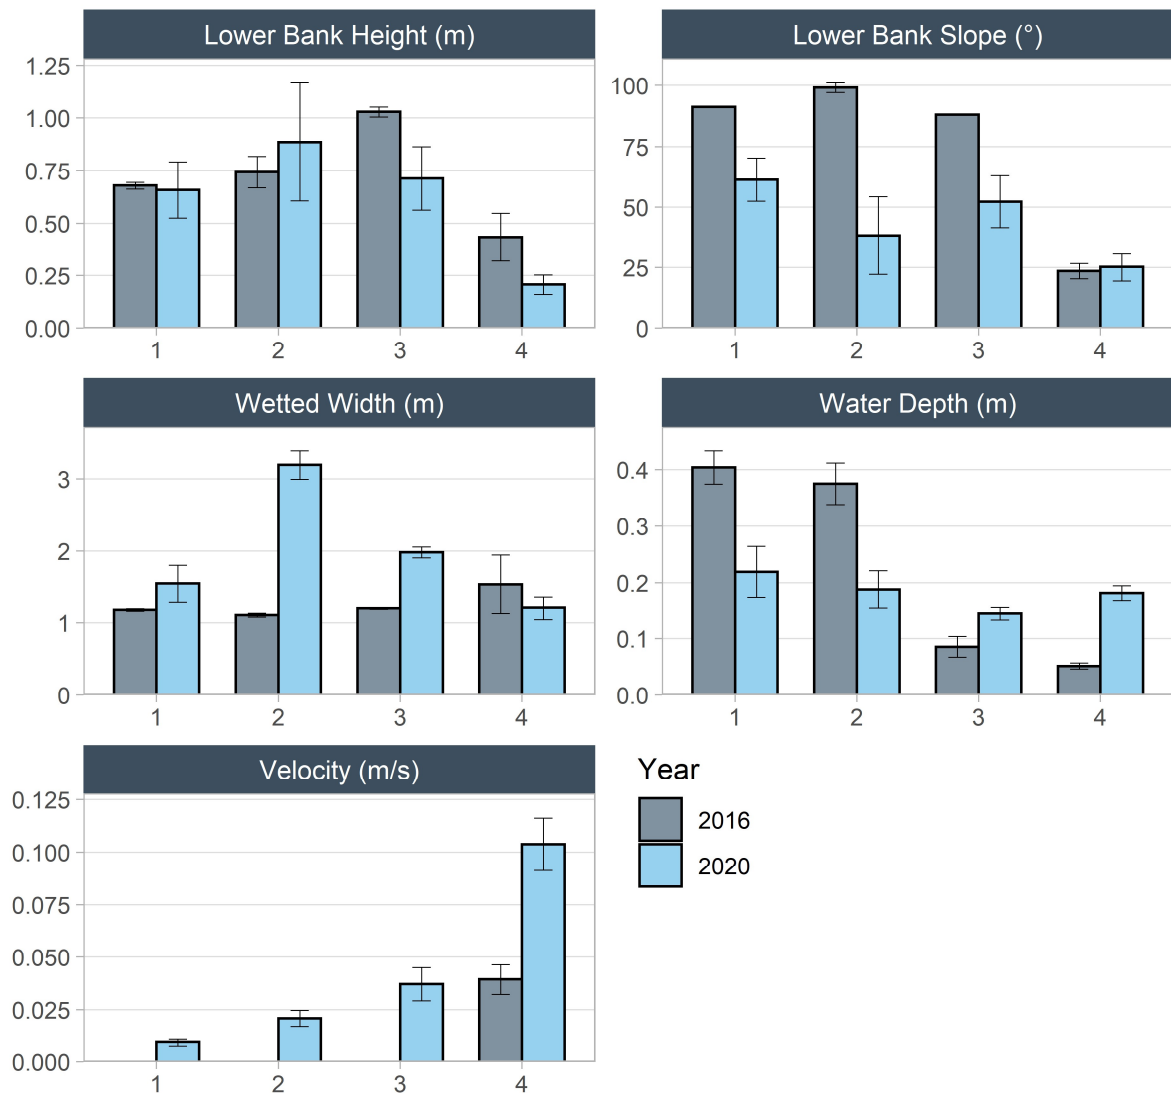 Lower Bank Height (m)
1.25
1.00
0.75
0.50
0.25
0.00
1 2 3 4
Lower Bank Slope (°)
100
75
50
25
0
1 2 3 4
Wetted Width (m)
3
2
1
0
1 2 3 4
Water Depth (m)
0.4
0.3
0.2
0.1
0.0
1 2 3 4
Velocity (m/s)
0.125
0.100
0.075
0.050
0.025
0.000
1 2 3 4
Year
2016
2020